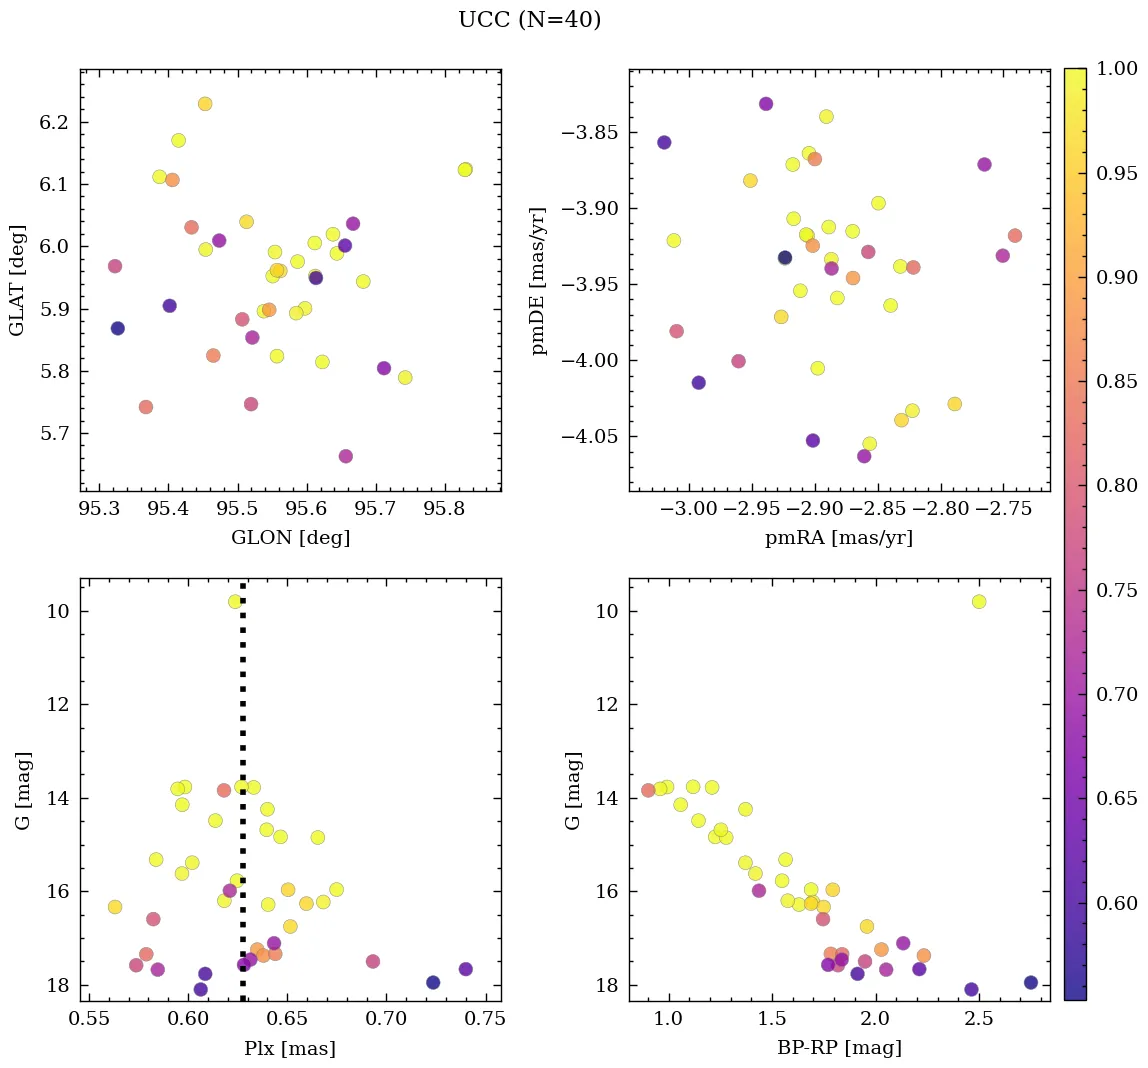 UCC (N=40)
6.2
6.1
6.0
5.9
5.8
5.7
GLAT [deg]
95.3 95.4 95.5 95.6 95.7 95.8
GLON [deg]
−3.85
−3.90
−3.95
−4.00
−4.05
pmDE [mas/yr]
−3.00 −2.95 −2.90 −2.85 −2.80 −2.75
pmRA [mas/yr]
10
12
14
16
18
G [mag]
0.55 0.60 0.65 0.70 0.75
Plx [mas]
10
12
14
16
18
G [mag]
1.0 1.5 2.0 2.5
BP-RP [mag]
1.00
0.95
0.90
0.85
0.80
0.75
0.70
0.65
0.60